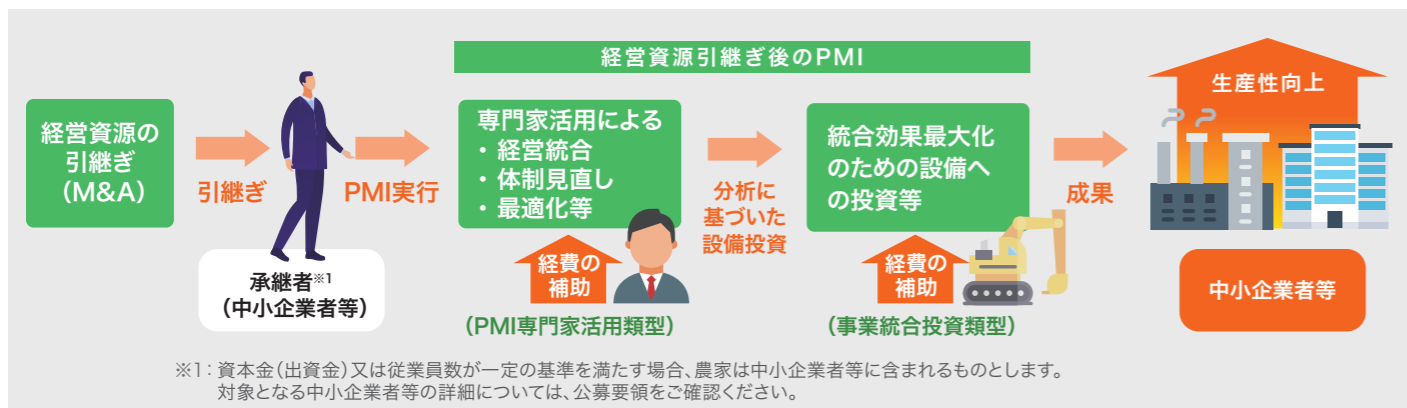 経営資源引継ぎ後のPMI
経営資源の
引継ぎ
（M&A）
引継ぎ
承継者※1
（中小企業者等）
PMI実行
専門家活用による
・ 経営統合
・ 体制見直し
・ 最適化等
経費の
補助
（PMI専門家活用類型）
分析に
基づいた
設備投資
統合効果最大化
のための設備へ
の投資等
経費の
補助
（事業統合投資類型）
成果
生産性向上
中小企業者等
※1：資本金（出資金）又は従業員数が一定の基準を満たす場合、農家は中小企業者等に含まれるものとします。
対象となる中小企業者等の詳細については、公募要領をご確認ください。